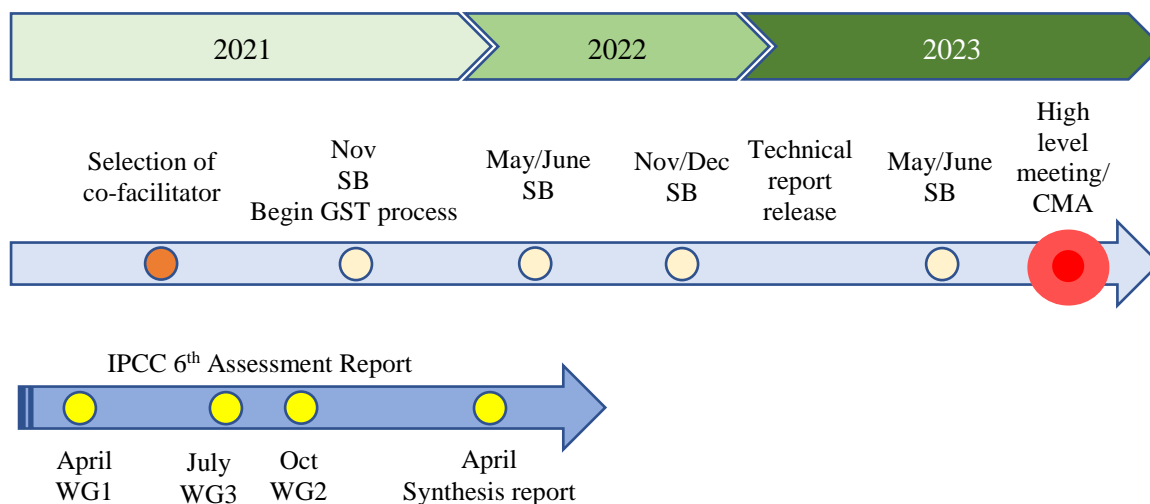 2021
2022
2023
Selection of
co-facilitator
Nov
SB
Begin GST process
May/June
SB
Nov/Dec
SB
Technical
report
release
May/June
SB
High
level
meeting/
CMA
IPCC 6th Assessment Report
April
WG1
July
WG3
Oct
WG2
April
Synthesis report